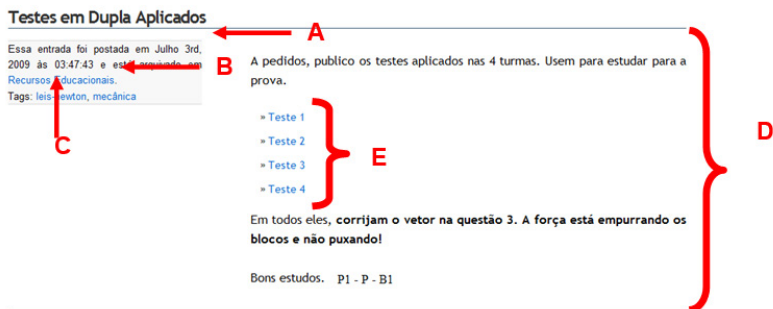 Testes em Dupla Aplicados
A
Essa entrada foi postada em Julho 3rd,
2009 às 03:47:43 e está arquivado em
B
Recursos Educacionais.
Tags: leis-newton, mecânica
C
A pedidos, publico os testes aplicados nas 4 turmas. Usem para estudar para a
prova.
» Teste 1
» Teste 2
» Teste 3
» Teste 4
E
D
Em todos eles, corrijam o vetor na questão 3. A força está empurrando os
blocos e não puxando!
Bons estudos. P1 - P - B1